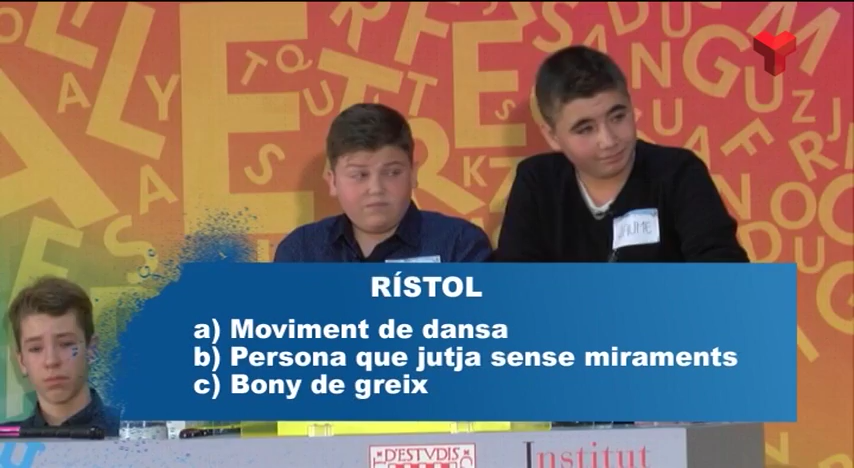 RÍSTOL
a) Moviment de dansa
b) Persona que jutja sense miraments
c) Bony de greix
JAUME
D'ESTVDIS
Institut